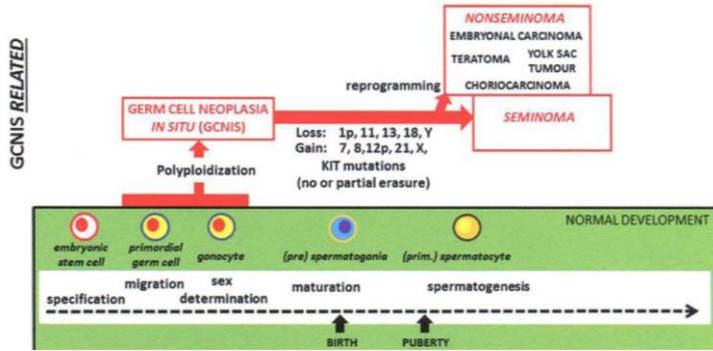 GCNIS RELATED
NONSEMINOMA
EMBRYONAL CARCINOMA
TERATOMA
YOLK SAC
TUMOUR
CHORIOCARCINOMA
reprogramming
SEMINOMA
GERM CELL NEOPLASIA
IN SITU (GCNIS)
Loss: 1p, 11, 13, 18, Y
Gain: 7, 8,12p, 21, X,
KIT mutations
(no or partial erasure)
Polyploidization
NORMAL DEVELOPMENT
embryonic
stem cell
primordial
germ cell
gonocyte
(pre) spermatogonia
(prim.) spermatocyte
specification
migration
sex
determination
maturation
spermatogenesis
BIRTH
PUBERTY